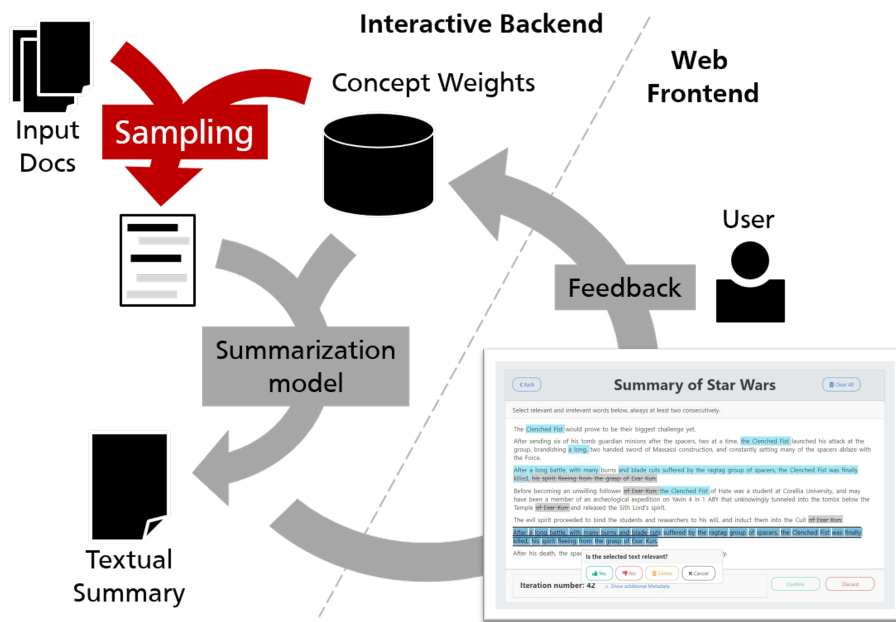 Interactive Backend
Web
Frontend
Input
Docs
Concept Weights
Sampling
User
Feedback
Summarization
model
Textual
Summary
Back
Summary of Star Wars
Clear All
Select relevant and irrelevant words below, always at least two consecutively.
The Clenched Fist would prove to be their biggest challenge yet.
After sending six of his tomb guardian minions after the spacers, two at a time, the Clenched Fist launched his attack at the
group, brandishing a long, two handed sword of Massassi construction, and constantly setting many of the spacers ablaze with
the Force.
After a long battle, with many burns and blade cuts suffered by the ragtag group of spacers, the Clenched Fist was finally
killed, his spirit fleeing from the grasp of Exar Kun.
Before becoming an unwilling follower of Exar Kun, the Clenched Fist of Hate was a student at Corellia University, and may
have been a member of an archeological expedition on Yavin 4 in 1 ABY that unknowingly tunneled into the tombs below the
Temple of Exar Kun and released the Sith Lord's spirit.
The evil spirit proceeded to bind the students and researchers to his will, and induct them into the Cult of Exar Kun.
After a long battle, with many burns and blade cuts suffered by the ragtag group of spacers, the Clenched Fist was finally
killed, his spirit fleeing from the grasp of Exar Kun.
After his death, the spac
y.
Is the selected text relevant?
Yes
No
Delete
Cancel
Iteration number: 42
Show additional Metadata
Confirm
Discard